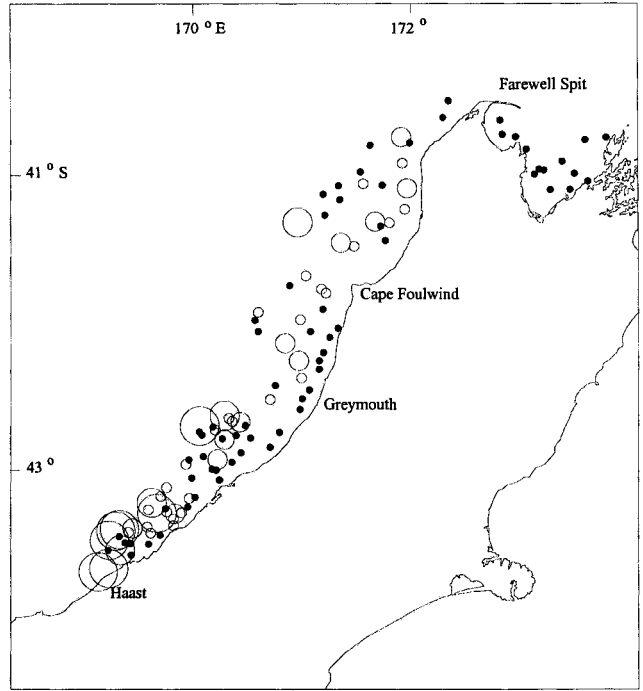 170 ° E
172 °
Farewell Spit
41 ° S
Cape Foulwind
Greymouth
43 °
Haast